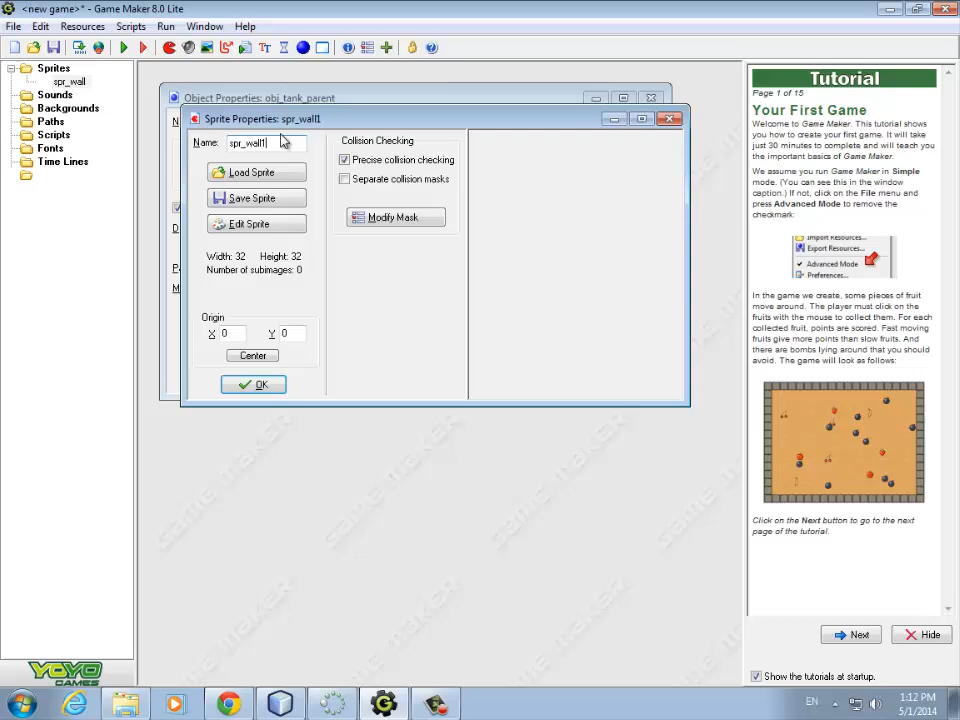 <new game>* - Game Maker 8.0 Lite
File Edit Resources Scripts Run Window Help
Sprites
spr_wall
Sounds
Backgrounds
Paths
Scripts
Fonts
Time Lines
Object Properties: obj_tank_parent
Sprite Properties: spr_wall1
Name: spr_wall1
Load Sprite
Save Sprite
Edit Sprite
Width: 32 Height: 32
Number of subimages: 0
Origin
X 0 Y 0
Center
OK
Collision Checking
Precise collision checking
Separate collision masks
Modify Mask
Tutorial
Page 1 of 15
Your First Game
Welcome to Game Maker. This tutorial shows
you how to create your first game. It will take
just 30 minutes to complete and will teach you
the important basics of Game Maker.
We assume you run Game Maker in Simple
mode. (You can see this in the window
caption.) If not, click on the File menu and
press Advanced Mode to remove the
checkmark:
Import Resources...
Export Resources...
Advanced Mode
Preferences...
In the game we create, some pieces of fruit
move around. The player must click on the
fruits with the mouse to collect them. For each
collected fruit, points are scored. Fast moving
fruits give more points than slow fruits. And
there are bombs lying around that you should
avoid. The game will look as follows:
Click on the Next button to go to the next
page of the tutorial.
Next
Hide
Show the tutorials at startup.
YOYO
GAMES
game maker
game maker
game maker
game maker
EN
1:12 PM
5/1/2014